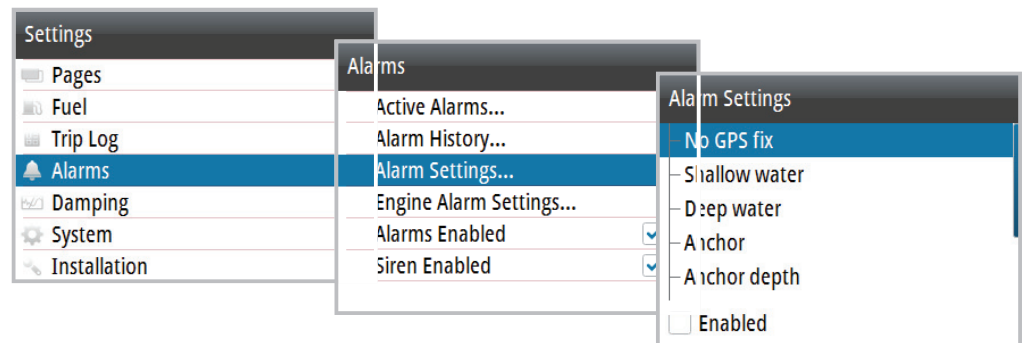 Settings
Pages
Fuel
Trip Log
Alarms
Damping
System
Installation
Alarms
Active Alarms...
Alarm History...
Alarm Settings...
Engine Alarm Settings...
Alarms Enabled
Siren Enabled
Alarm Settings
No GPS fix
Shallow water
Deep water
Anchor
Anchor depth
Enabled